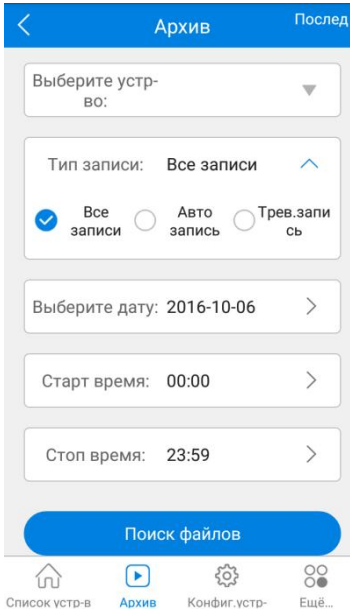 Архив
Послед
Выберите устр-
во:
Тип записи: Все записи
Все
записи
Авто
запись
Трев.запи
сь
Выберите дату: 2016-10-06
Старт время: 00:00
Стоп время: 23:59
Поиск файлов
Список устр-в Архив Конфиг.устр- Ещё...